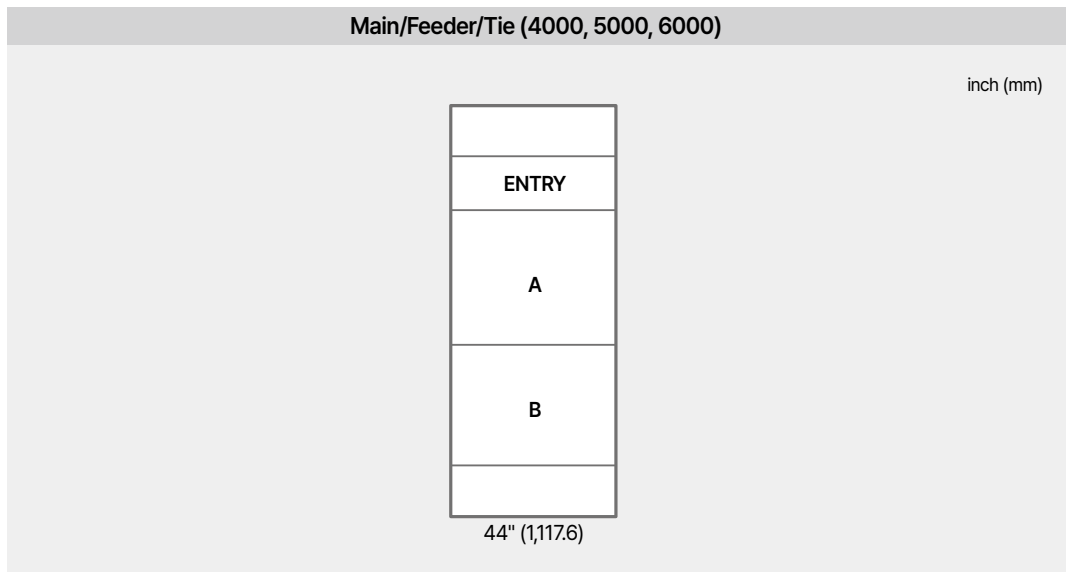 Main/Feeder/Tie (4000, 5000, 6000)
inch (mm)
ENTRY
A
B
44" (1,117.6)